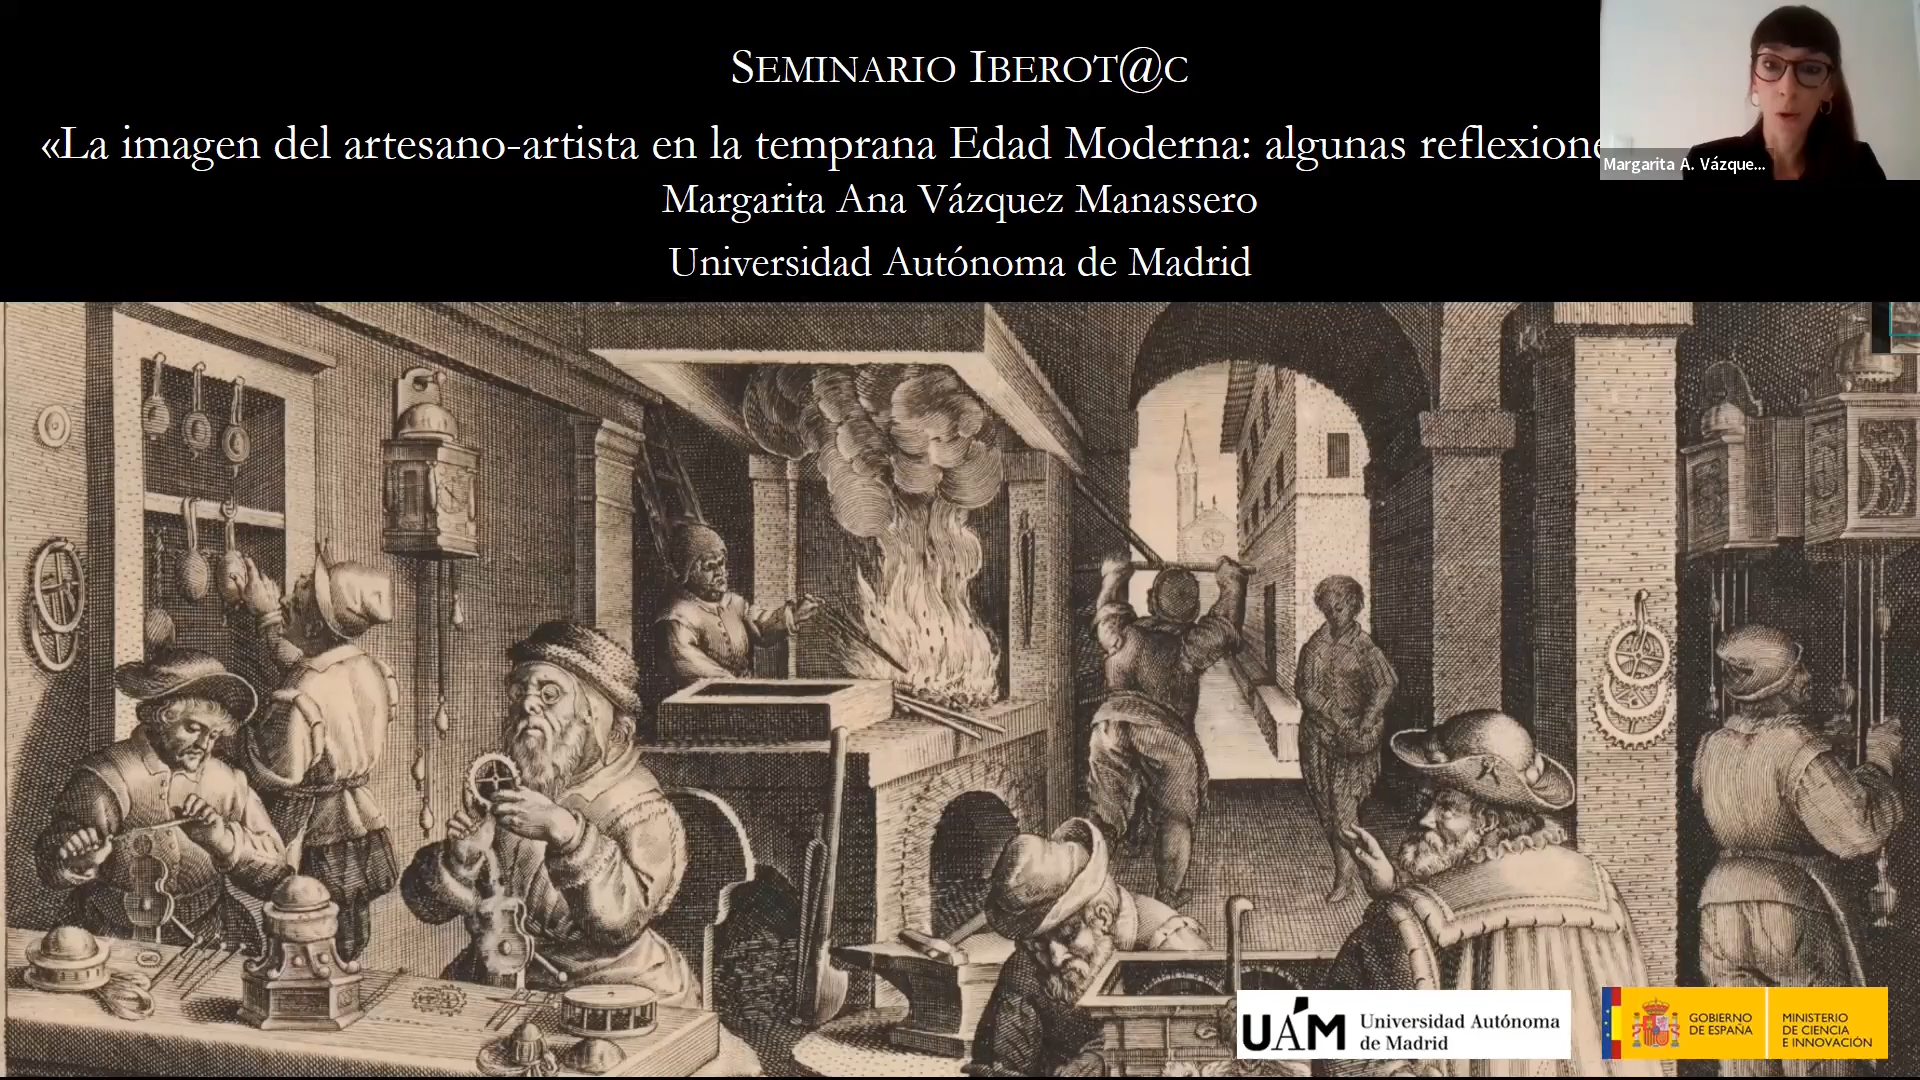 SEMINARIO IBEROT@C
«La imagen del artesano-artista en la temprana Edad Moderna: algunas reflexione
Margarita Ana Vázquez Manassero
Universidad Autónoma de Madrid
Margarita A. Vázque...
UAM Universidad Autónoma
de Madrid
GOBIERNO
DE ESPAÑA
MINISTERIO
DE CIENCIA
E INNOVACIÓN